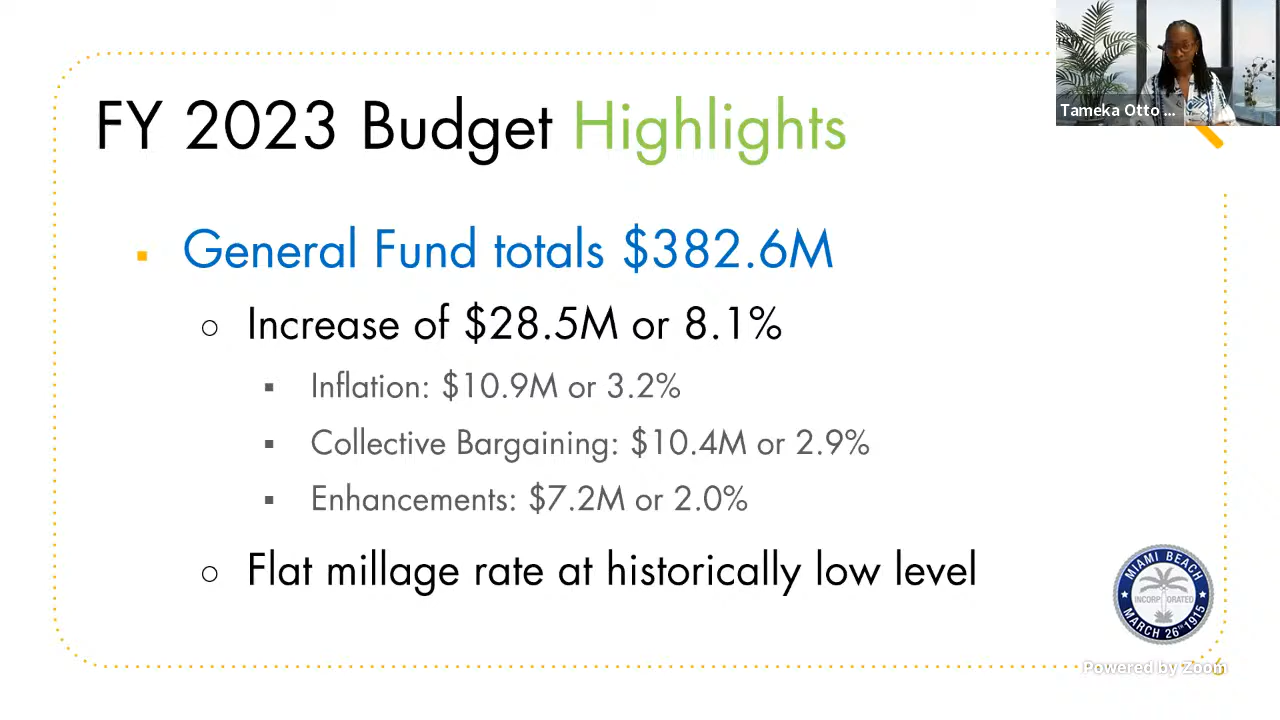 Tameka Otto ...
FY 2023 Budget Highlights
General Fund totals $382.6M
Increase of $28.5M or 8.1%
Inflation: $10.9M or 3.2%
Collective Bargaining: $10.4M or 2.9%
Enhancements: $7.2M or 2.0%
Flat millage rate at historically low level
MIAMI BEACH
INCORPORATED
MARCH 26TH 1915
Powered by Zoom